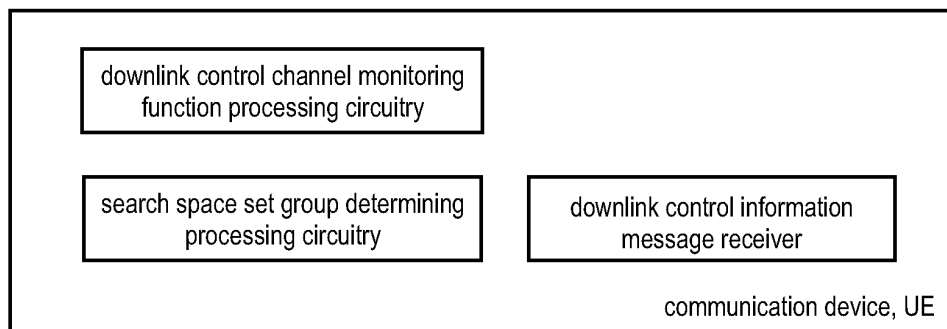 downlink control channel monitoring
function processing circuitry
search space set group determining
processing circuitry
downlink control information
message receiver
communication device, UE